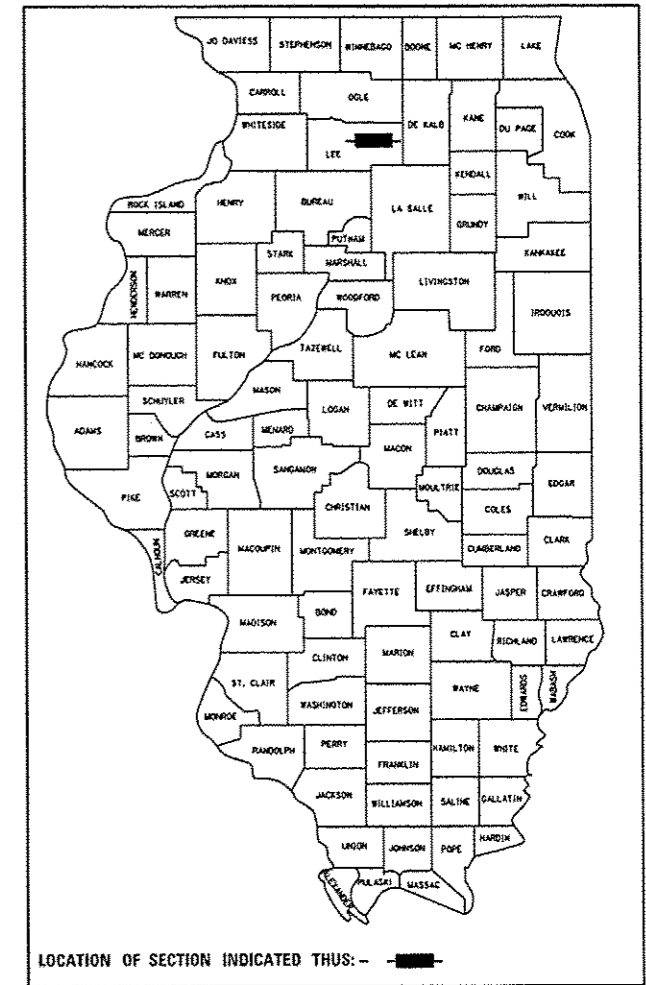 JO DAVIESS STEPHENSON WINNEBAGO BOONE MC HENRY LAKE
CARROLL OGLE DE KALB KANE DU PAGE COOK
WHITESIDE LEE KENDALL WILL
ROCK ISLAND HENRY BUREAU LA SALLE GRUNDY
MERCER PUTNAM KANKAKEE
STARK MARSHALL
HENDERSON WARREN KNOX PEORIA WOODFORD LIVINGSTON IROQUOIS
HANCOCK MC DONOUGH FULTON TAZEWELL MC LEAN FORD
MASON
SCHUYLER LOGAN DE WITT CHAMPAIGN VERMILION
ADAMS BROWN CASS MENARD MACON PIATT
MORGAN SANGAMON DOUGLAS EDGAR
PIKE SCOTT CHRISTIAN MOULTRIE COLES
GREENE MACOUPIN MONTGOMERY SHELBY CUMBERLAND CLARK
CALHOUN JERSEY
FAYETTE EFFINGHAM JASPER CRAWFORD
MADISON BOND CLAY RICHLAND LAWRENCE
CLINTON MARION
ST. CLAIR WAYNE EDWARDS WABASH
WASHINGTON JEFFERSON
MONROE
RANDOLPH PERRY HAMILTON WHITE
FRANKLIN
JACKSON WILLIAMSON SALINE GALLATIN
UNION JOHNSON POPE HARDIN
ALEXANDER PULASKI MASSAC
LOCATION OF SECTION INDICATED THUS: -